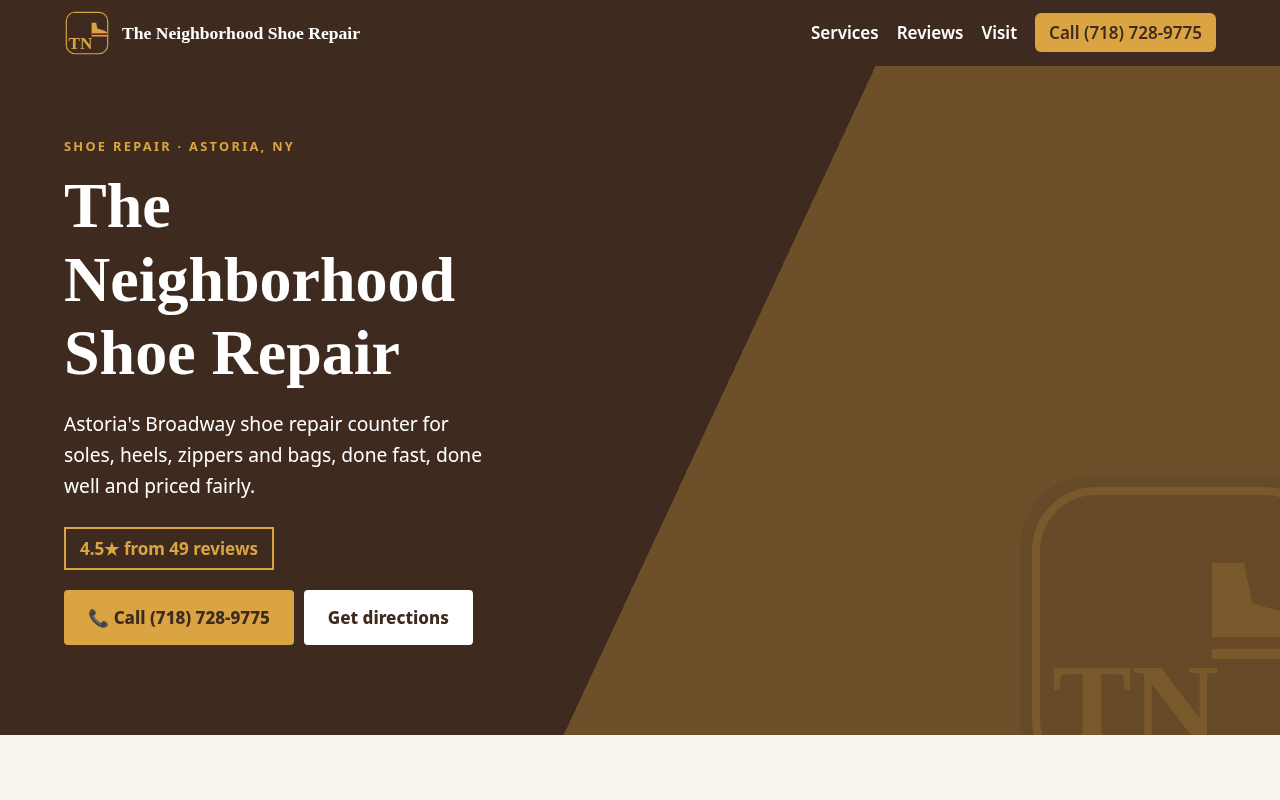 TN
The Neighborhood Shoe Repair
Services
Reviews
Visit
Call (718) 728-9775
SHOE REPAIR · ASTORIA, NY
The
Neighborhood
Shoe Repair
Astoria's Broadway shoe repair counter for
soles, heels, zippers and bags, done fast, done
well and priced fairly.
4.5★ from 49 reviews
📞 Call (718) 728-9775
Get directions
TN